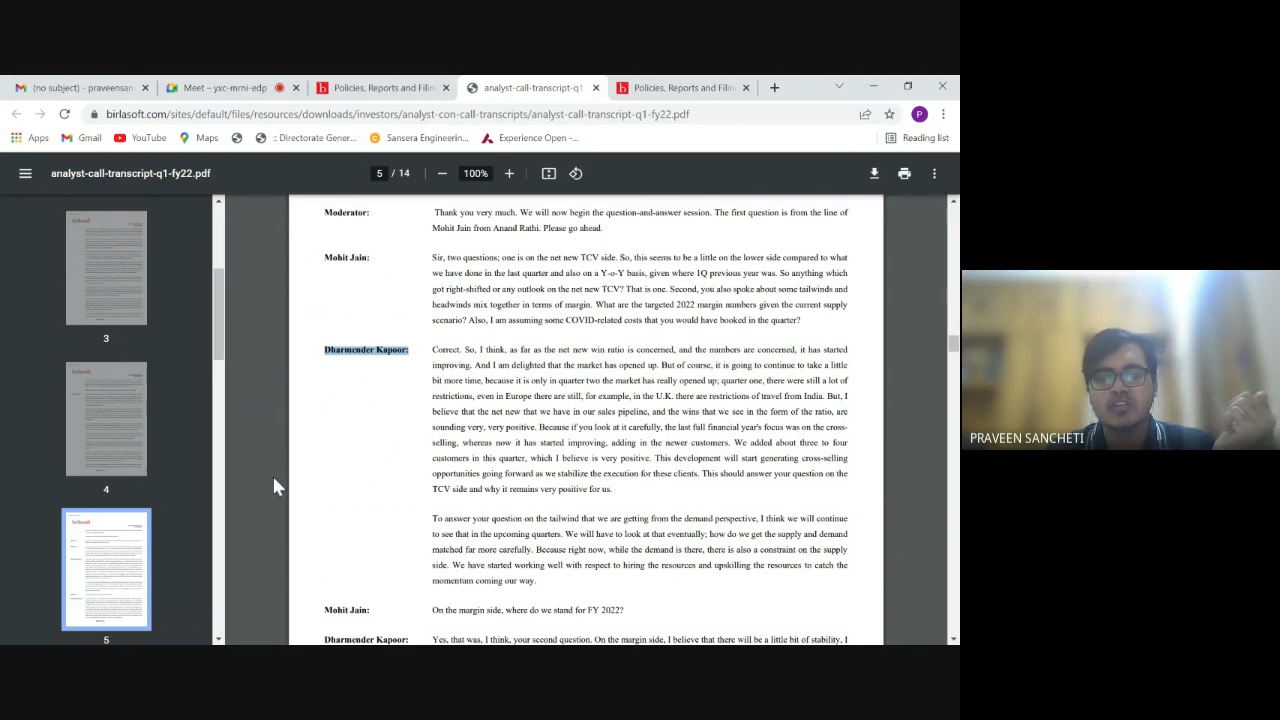 (no subject) - praveensan
Meet – yxc-mrni-edp
Policies, Reports and Filin
analyst-call-transcript-q1-
Policies, Reports and Filin
birlasoft.com/sites/default/files/resources/downloads/investors/analyst-con-call-transcripts/analyst-call-transcript-q1-fy22.pdf
P
Apps
Gmail
YouTube
Maps
:: Directorate Gener...
Sansera Engineerin...
Experience Open -...
Reading list
analyst-call-transcript-q1-fy22.pdf
5 / 14
100%
3
4
5
Moderator: Thank you very much. We will now begin the question-and-answer session. The first question is from the line of
Mohit Jain from Anand Rathi. Please go ahead.
Mohit Jain: Sir, two questions; one is on the net new TCV side. So, this seems to be a little on the lower side compared to what
we have done in the last quarter and also on a Y-o-Y basis, given where 1Q previous year was. So anything which
got right-shifted or any outlook on the net new TCV? That is one. Second, you also spoke about some tailwinds and
headwinds mix together in terms of margin. What are the targeted 2022 margin numbers given the current supply
scenario? Also, I am assuming some COVID-related costs that you would have booked in the quarter?
Dharmender Kapoor: Correct. So, I think, as far as the net new win ratio is concerned, and the numbers are concerned, it has started
improving. And I am delighted that the market has opened up. But of course, it is going to continue to take a little
bit more time, because it is only in quarter two the market has really opened up; quarter one, there were still a lot of
restrictions, even in Europe there are still, for example, in the U.K. there are restrictions of travel from India. But, I
believe that the net new that we have in our sales pipeline, and the wins that we see in the form of the ratio, are
sounding very, very positive. Because if you look at it carefully, the last full financial year's focus was on the cross-
selling, whereas now it has started improving, adding in the newer customers. We added about three to four
customers in this quarter, which I believe is very positive. This development will start generating cross-selling
opportunities going forward as we stabilize the execution for these clients. This should answer your question on the
TCV side and why it remains very positive for us.
To answer your question on the tailwind that we are getting from the demand perspective, I think we will continue
to see that in the upcoming quarters. We will have to look at that eventually; how do we get the supply and demand
matched far more carefully. Because right now, while the demand is there, there is also a constraint on the supply
side. We have started working well with respect to hiring the resources and upskilling the resources to catch the
momentum coming our way.
Mohit Jain: On the margin side, where do we stand for FY 2022?
Dharmender Kapoor: Yes, that was, I think, your second question. On the margin side, I believe that there will be a little bit of stability, I
PRAVEEN SANCHETI